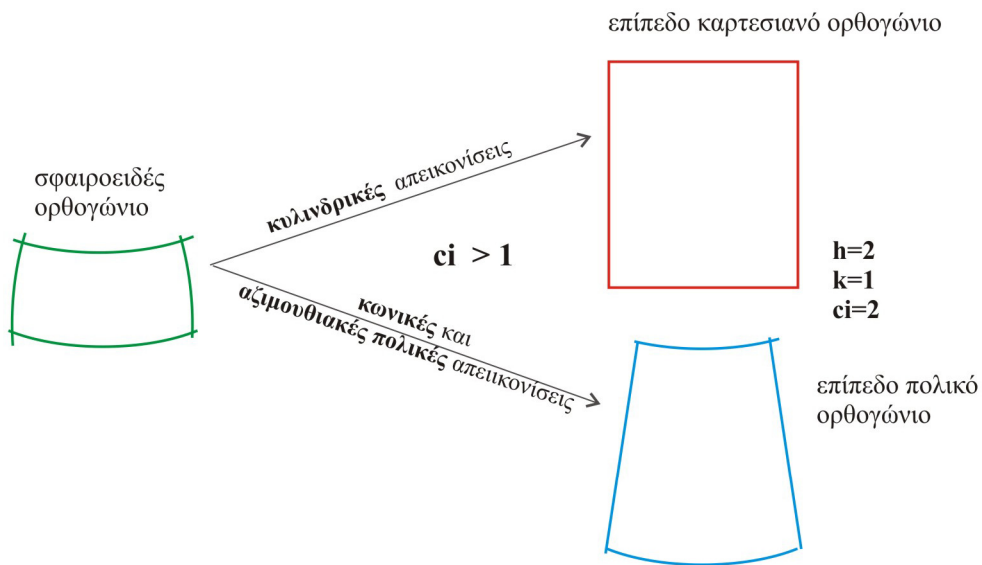 επίπεδο καρτεσιανό ορθογώνιο
σφαιροειδές
ορθογώνιο
κυλινδρικές απεικονίσεις
ci > 1
h=2
k=1
ci=2
κωνικές και
αζιμουθιακές πολικές απειικονίσεις
επίπεδο πολικό
ορθογώνιο